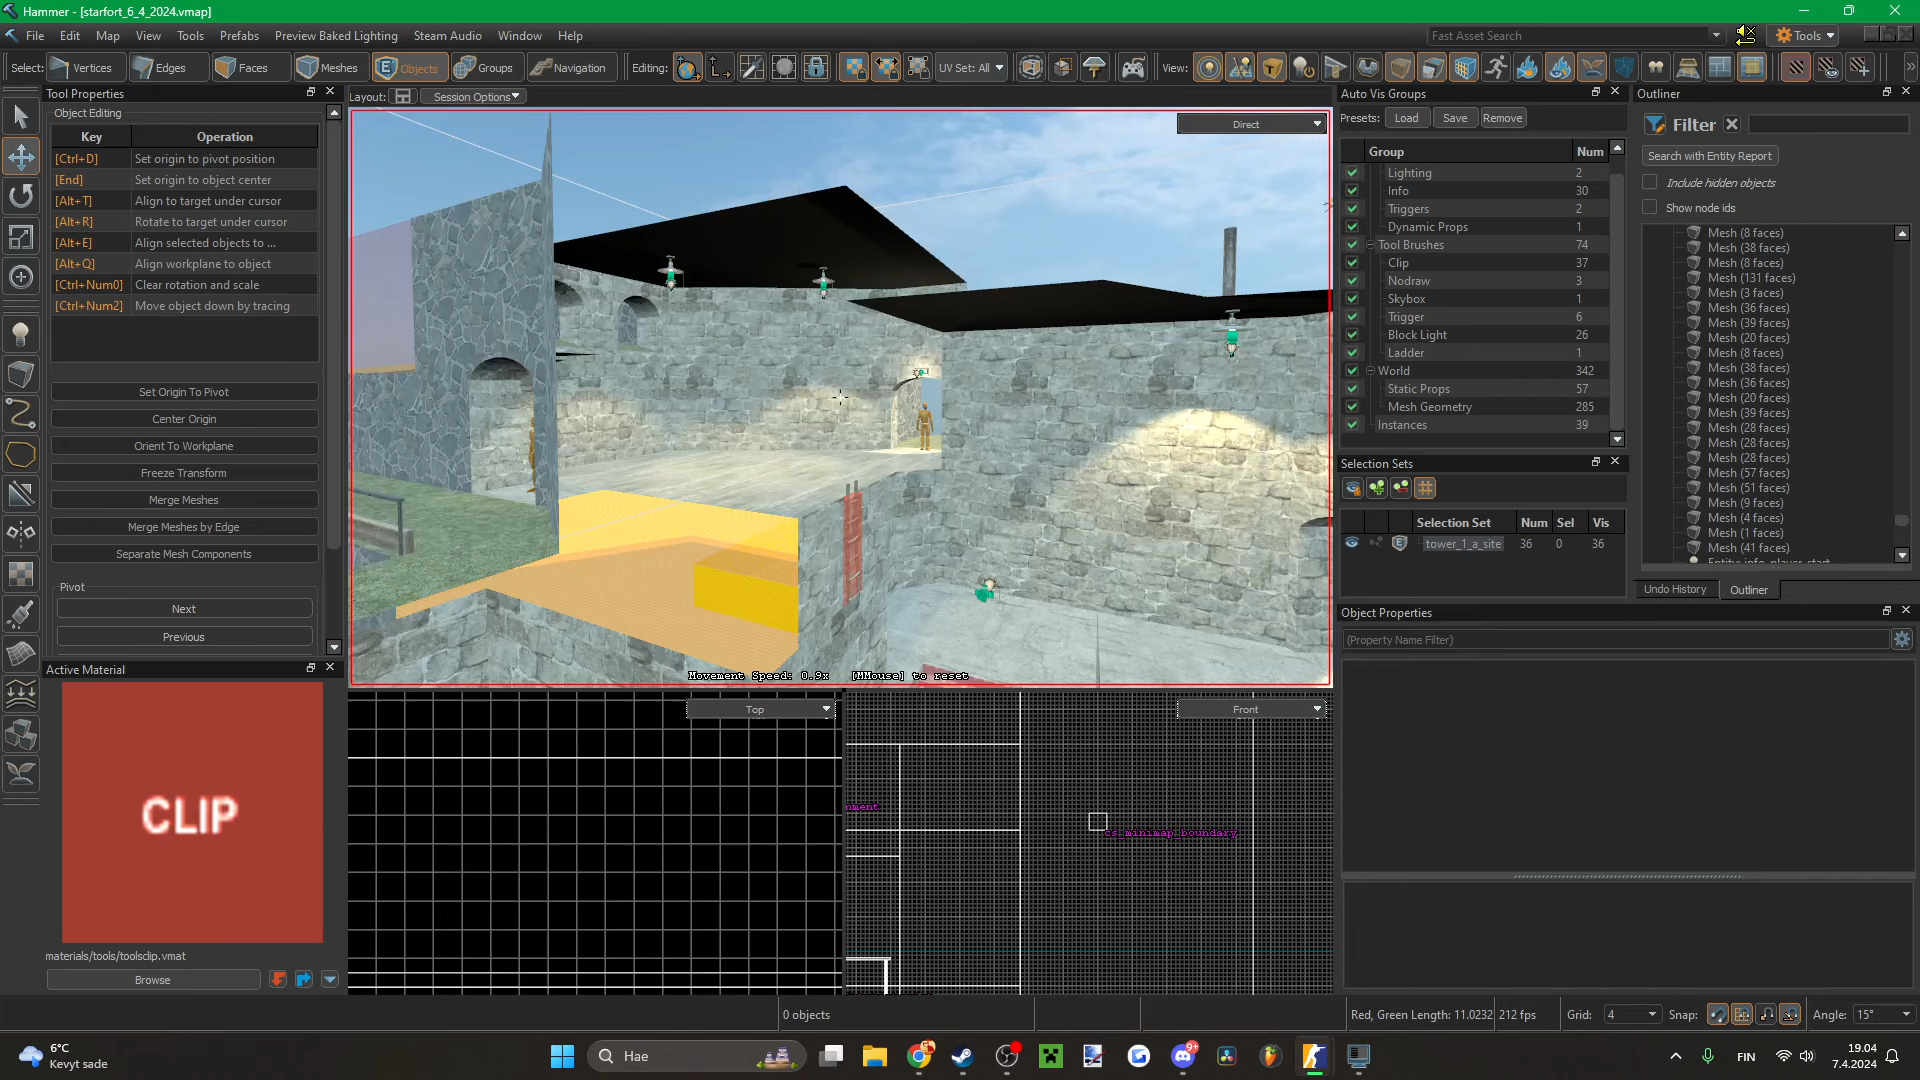 Hammer - [starfort_6_4_2024.vmap]
File Edit Map View Tools Prefabs Preview Baked Lighting Steam Audio Window Help
Fast Asset Search
Tools
Select: Vertices Edges Faces Meshes Objects Groups Navigation Editing: UV Set: All View:
Tool Properties
Object Editing
Key Operation
[Ctrl+D] Set origin to pivot position
[End] Set origin to object center
[Alt+T] Align to target under cursor
[Alt+R] Rotate to target under cursor
[Alt+E] Align selected objects to ...
[Alt+Q] Align workplane to object
[Ctrl+Num0] Clear rotation and scale
[Ctrl+Num2] Move object down by tracing
Set Origin To Pivot
Center Origin
Orient To Workplane
Freeze Transform
Merge Meshes
Merge Meshes by Edge
Separate Mesh Components
Pivot
Next
Previous
Active Material
CLIP
materials/tools/toolsclip.vmat
Browse
Layout: Session Options
Direct
Movement Speed: 0.9x [MMouse] to reset
Top
Front
cs_minimap_boundary
Auto Vis Groups
Presets: Load Save Remove
Group Num
Lighting 2
Info 30
Triggers 2
Dynamic Props 1
Tool Brushes 74
Clip 37
Nodraw 3
Skybox 1
Trigger 6
Block Light 26
Ladder 1
World 342
Static Props 57
Mesh Geometry 285
Instances 39
Selection Sets
Selection Set Num Sel Vis
tower_1_a_site 36 0 36
Outliner
Filter
Search with Entity Report
Include hidden objects
Show node ids
Mesh (8 faces)
Mesh (38 faces)
Mesh (8 faces)
Mesh (131 faces)
Mesh (3 faces)
Mesh (36 faces)
Mesh (39 faces)
Mesh (20 faces)
Mesh (8 faces)
Mesh (38 faces)
Mesh (36 faces)
Mesh (20 faces)
Mesh (39 faces)
Mesh (28 faces)
Mesh (28 faces)
Mesh (28 faces)
Mesh (57 faces)
Mesh (51 faces)
Mesh (9 faces)
Mesh (4 faces)
Mesh (1 faces)
Mesh (41 faces)
Entity: info_player_start
Undo History Outliner
Object Properties
(Property Name Filter)
0 objects
Red, Green Length: 11.0232 212 fps Grid: 4 Snap: Angle: 15°
6°C
Kevyt sade
Hae
9+
FIN
19.04
7.4.2024